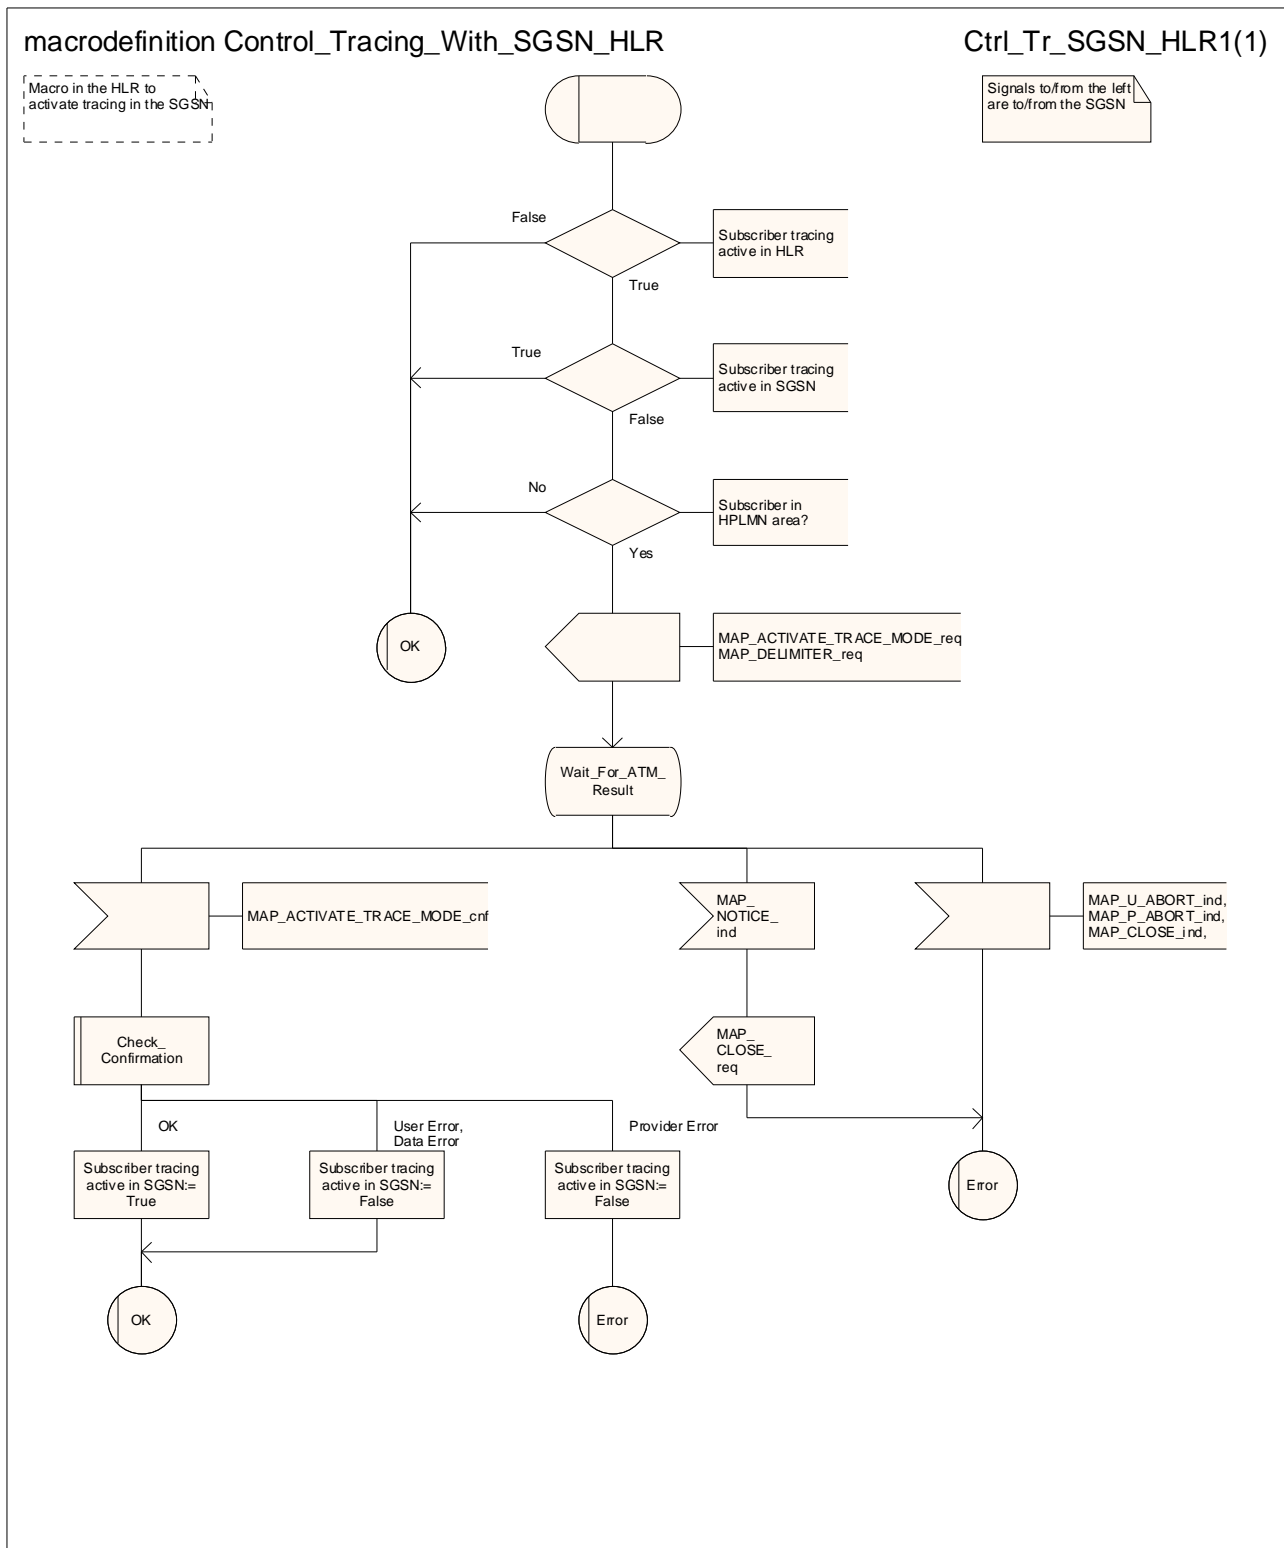 macrodefinition Control_Tracing_With_SGSN_HLR
Ctrl_Tr_SGSN_HLR1(1)
Macro in the HLR to
activate tracing in the SGSN
Signals to/from the left
are to/from the SGSN
False
Subscriber tracing
active in HLR
True
True
Subscriber tracing
active in SGSN
False
No
Subscriber in
HPLMN area?
Yes
OK
MAP_ACTIVATE_TRACE_MODE_req
MAP_DELIMITER_req
Wait_For_ATM_
Result
MAP_ACTIVATE_TRACE_MODE_cnf
MAP_
NOTICE_
ind
MAP_U_ABORT_ind,
MAP_P_ABORT_ind,
MAP_CLOSE_ind,
Check_
Confirmation
MAP_
CLOSE_
req
OK
User Error,
Data Error
Provider Error
Subscriber tracing
active in SGSN:=
True
Subscriber tracing
active in SGSN:=
False
Subscriber tracing
active in SGSN:=
False
Error
OK
Error